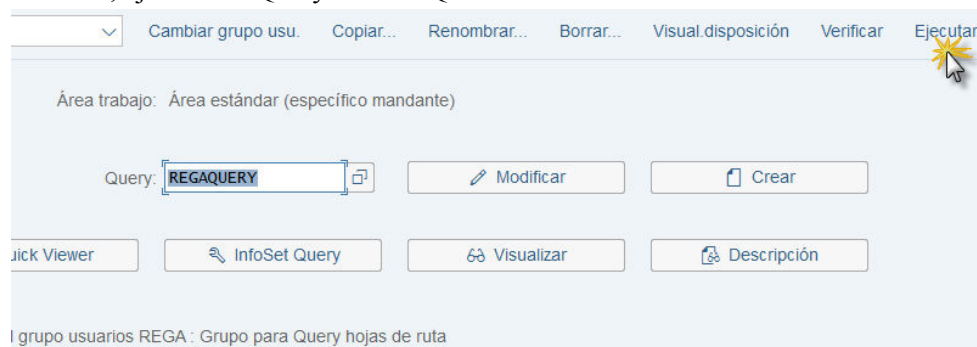 Cambiar grupo usu. Copiar... Renombrar... Borrar... Visual.disposición Verificar Ejecutar
Área trabajo: Área estándar (específico mandante)
Query: REGAQUERY Modificar Crear
uick Viewer InfoSet Query Visualizar Descripción
l grupo usuarios REGA : Grupo para Query hojas de ruta